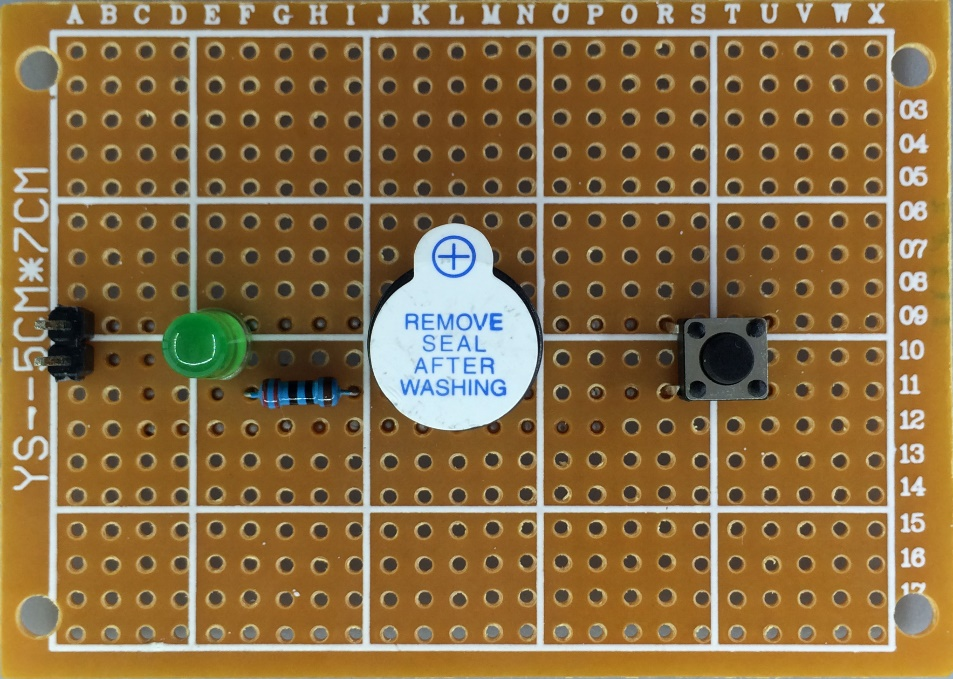 A B C D E F G H I J K L M N O P O R S T U V W X
03
04
05
06
07
08
09
10
11
12
13
14
15
16
17
YS--5CM*7CM
+
REMOVE
SEAL
AFTER
WASHING